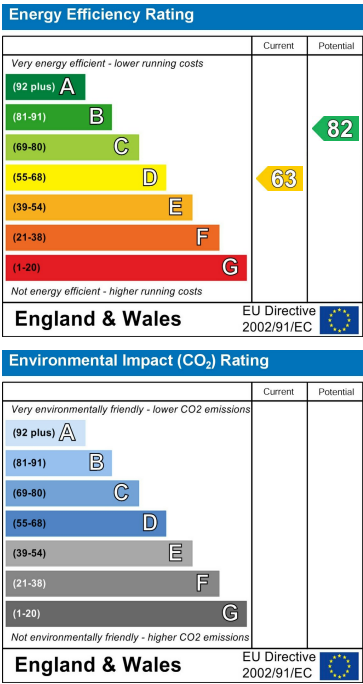 Energy Efficiency Rating
Current Potential
Very energy efficient - lower running costs
(92 plus) A
(81-91) B
82
(69-80) C
(55-68) D
63
(39-54) E
(21-38) F
(1-20) G
Not energy efficient - higher running costs
England & Wales
EU Directive
2002/91/EC
Environmental Impact (CO₂) Rating
Current Potential
Very environmentally friendly - lower CO2 emissions
(92 plus) A
(81-91) B
(69-80) C
(55-68) D
(39-54) E
(21-38) F
(1-20) G
Not environmentally friendly - higher CO2 emissions
England & Wales
EU Directive
2002/91/EC